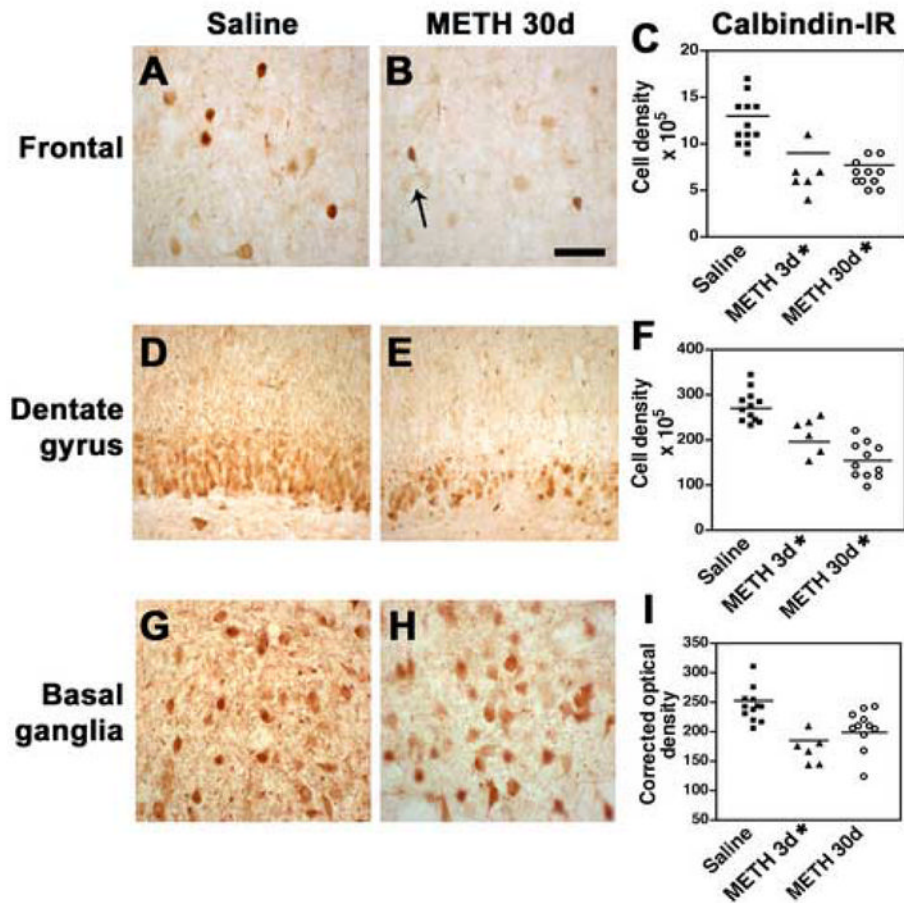 Saline
METH 30d
Calbindin-IR
Frontal
A
B
C
Cell density
x 10⁵
20
15
10
5
0
Saline
METH 3d*
METH 30d*
Dentate
gyrus
D
E
F
Cell density
x 10⁵
400
300
200
100
0
Saline
METH 3d*
METH 30d*
Basal
ganglia
G
H
I
Corrected optical
density
350
300
250
200
150
100
50
Saline
METH 3d*
METH 30d